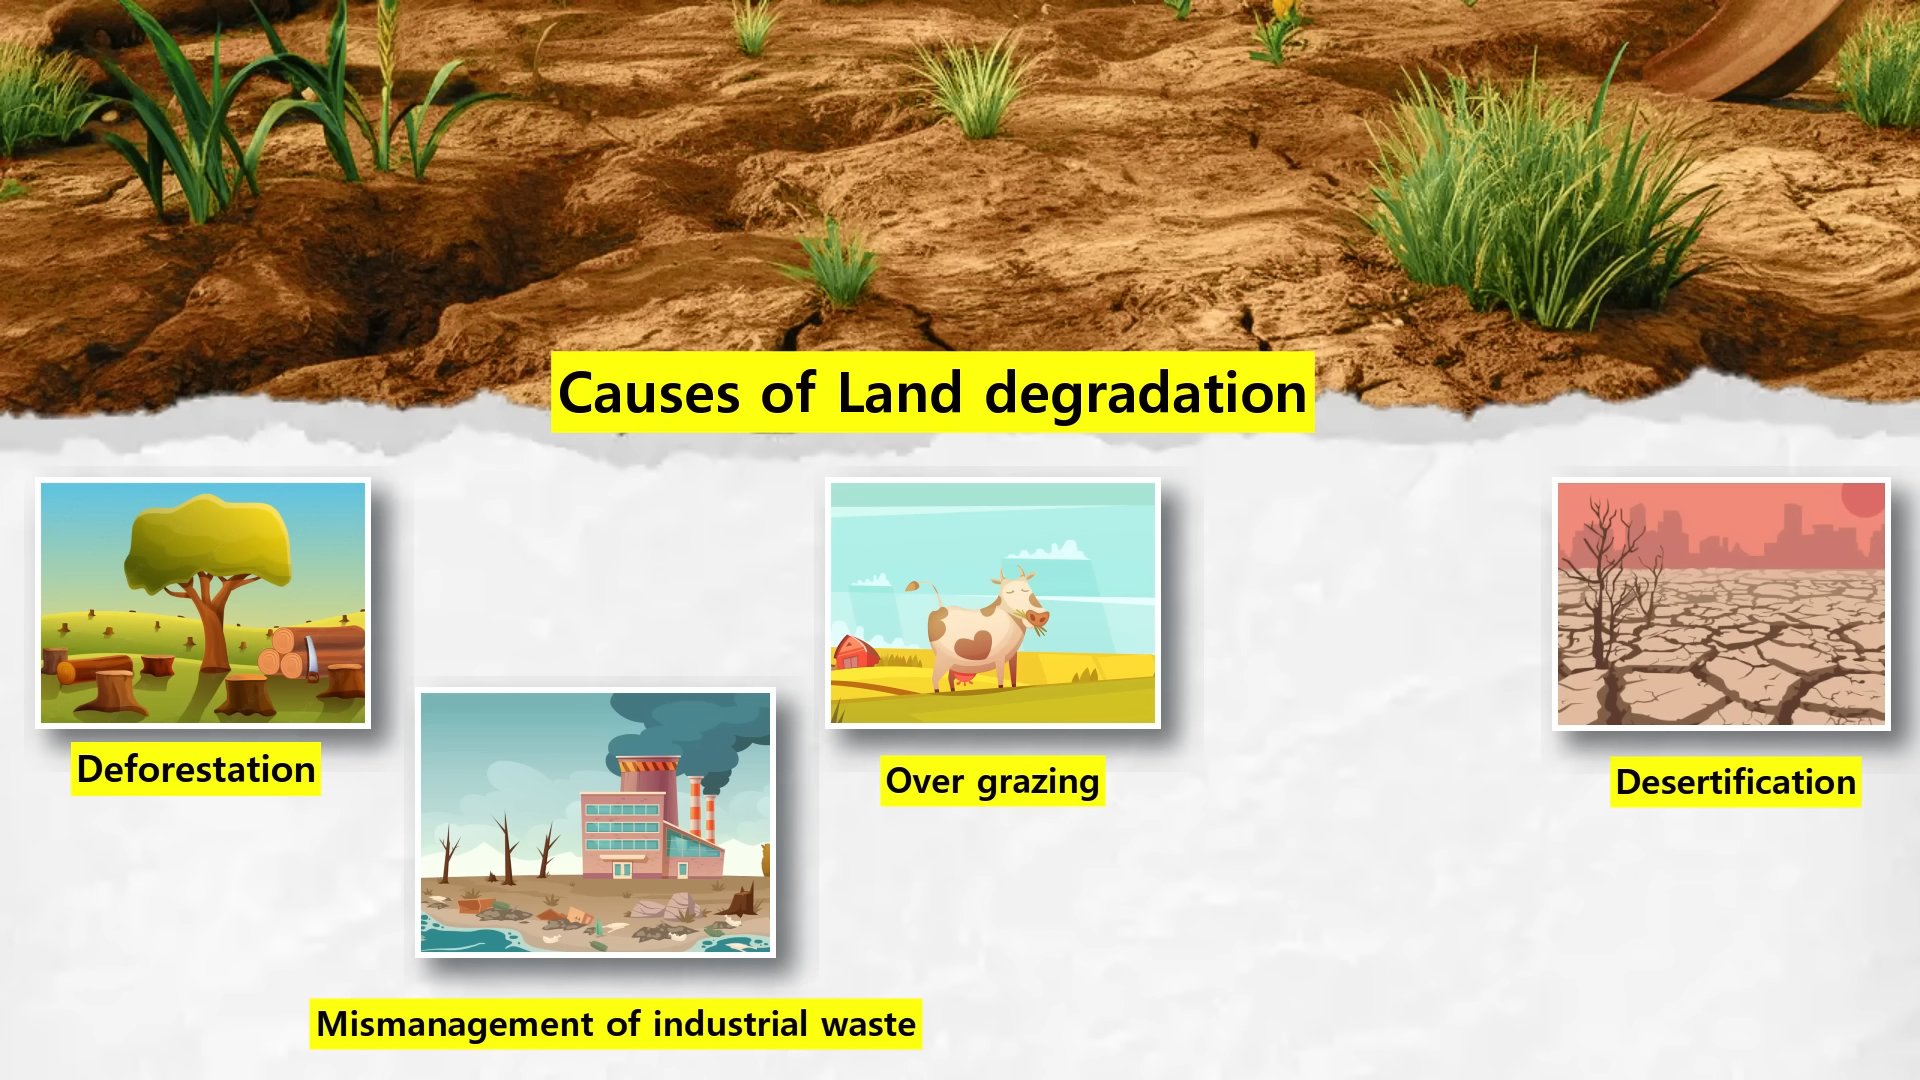 Causes of Land degradation
Deforestation
Over grazing
Desertification
Mismanagement of industrial waste